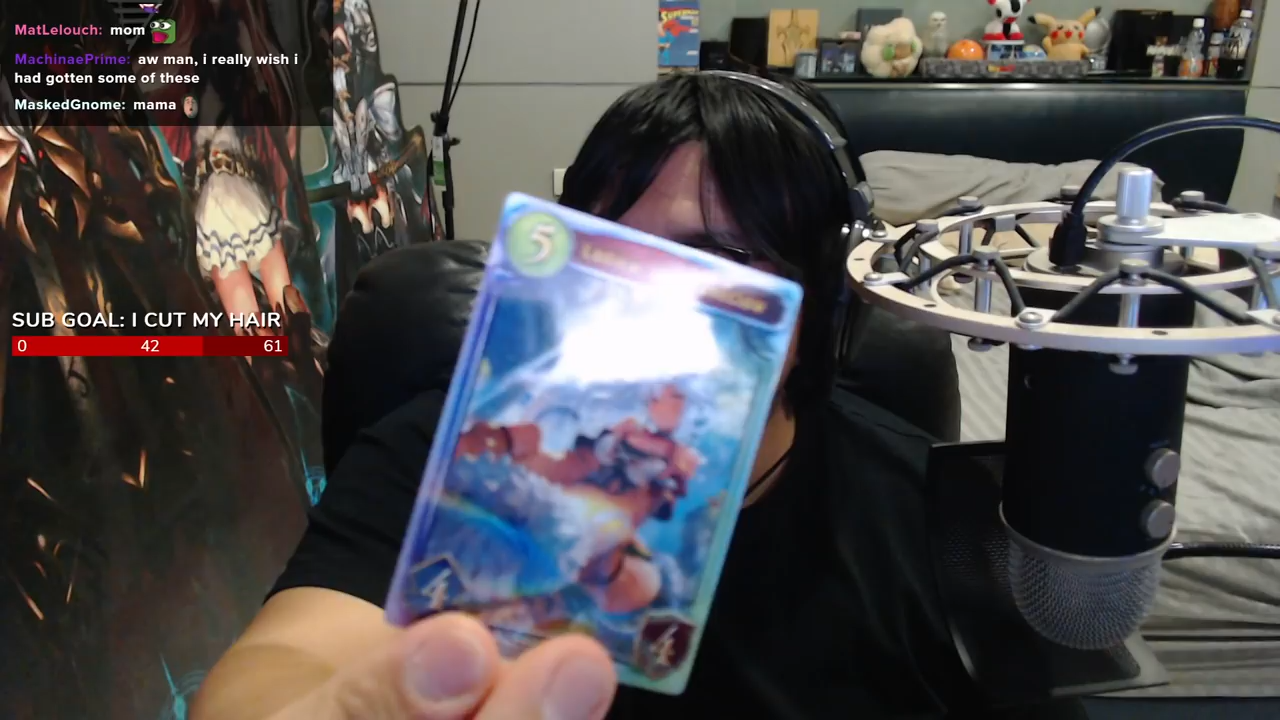 MatLelouch: mom
MachinaePrime: aw man, i really wish i
had gotten some of these
MaskedGnome: mama
SUPERMAN
5
SUB GOAL: I CUT MY HAIR
0 42 61
4
4